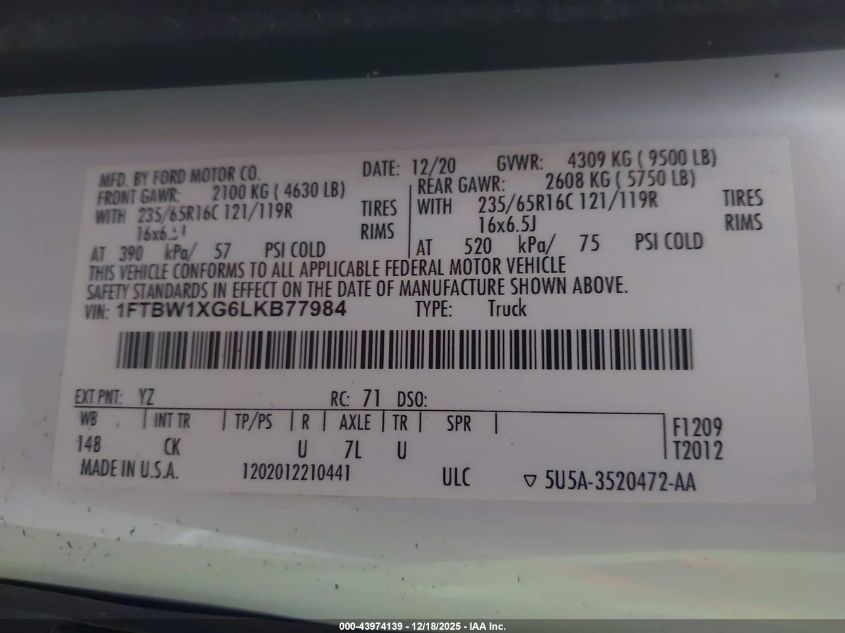 MFD. BY FORD MOTOR CO. DATE: 12/20 GVWR: 4309 KG ( 9500 LB)
FRONT GAWR: 2100 KG ( 4630 LB) REAR GAWR: 2608 KG ( 5750 LB)
WITH 235/65R16C 121/119R TIRES WITH 235/65R16C 121/119R TIRES
16x6.5J RIMS 16x6.5J RIMS
AT 390 kPa/ 57 PSI COLD AT 520 kPa/ 75 PSI COLD
THIS VEHICLE CONFORMS TO ALL APPLICABLE FEDERAL MOTOR VEHICLE
SAFETY STANDARDS IN EFFECT ON THE DATE OF MANUFACTURE SHOWN ABOVE.
VIN: 1FTBW1XG6LKB77984 TYPE: Truck
EXT PNT: YZ RC: 71 DSO:
WB INT TR TP/PS R AXLE TR SPR F1209
148 CK U 7L U T2012
MADE IN U.S.A. 1202012210441 ULC ▽ 5U5A-3520472-AA
000-43974139 - 12/18/2025 - IAA Inc.